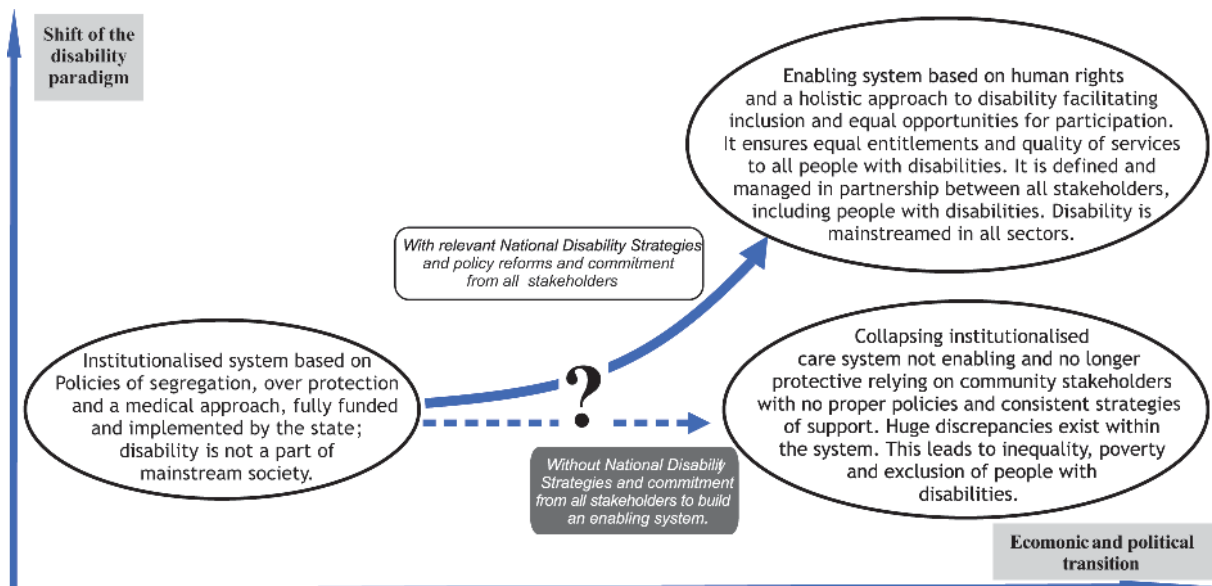 Shift of the
disability
paradigm
Enabling system based on human rights
and a holistic approach to disability facilitating
inclusion and equal opportunities for participation.
It ensures equal entitlements and quality of services
to all people with disabilities. It is defined and
managed in partnership between all stakeholders,
including people with disabilities. Disability is
mainstreamed in all sectors.
With relevant National Disability Strategies
and policy reforms and commitment
from all stakeholders
Institutionalised system based on
Policies of segregation, over protection
and a medical approach, fully funded
and implemented by the state;
disability is not a part of
mainstream society.
?
Collapsing institutionalised
care system not enabling and no longer
protective relying on community stakeholders
with no proper policies and consistent strategies
of support. Huge discrepancies exist within
the system. This leads to inequality, poverty
and exclusion of people with
disabilities.
Without National Disability
Strategies and commitment
from all stakeholders to build
an enabling system.
Ecomonic and political
transition